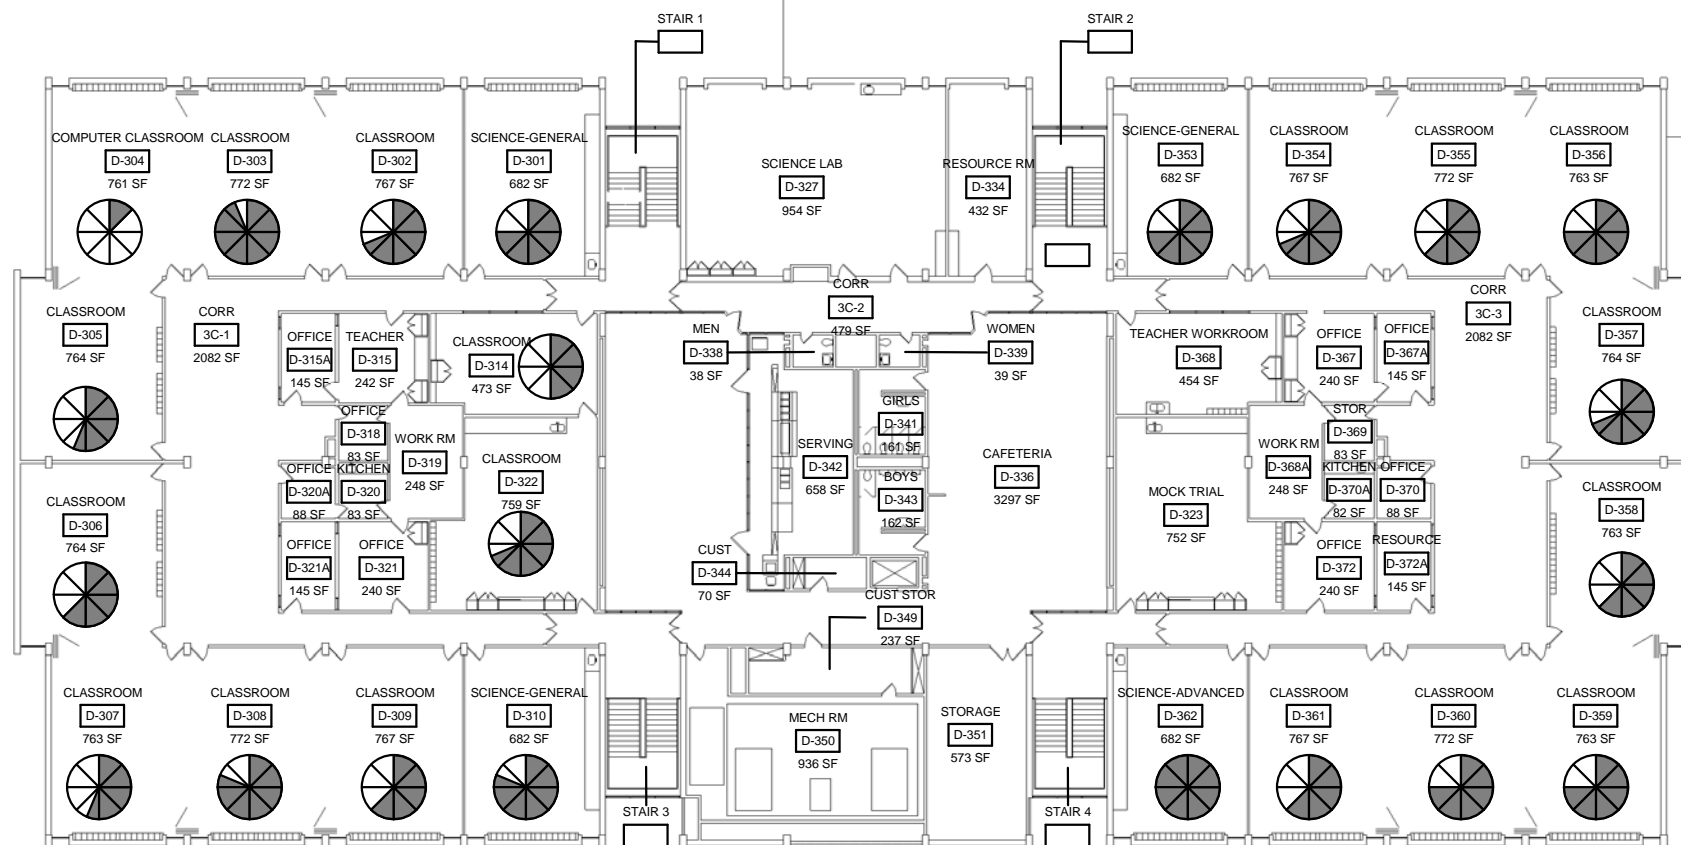 STAIR 1
STAIR 2
COMPUTER CLASSROOM
D-304
761 SF
CLASSROOM
D-303
772 SF
CLASSROOM
D-302
767 SF
SCIENCE-GENERAL
D-301
682 SF
SCIENCE LAB
D-327
954 SF
RESOURCE RM
D-334
432 SF
SCIENCE-GENERAL
D-353
682 SF
CLASSROOM
D-354
767 SF
CLASSROOM
D-355
772 SF
CLASSROOM
D-356
763 SF
CLASSROOM
D-305
764 SF
CORR
3C-1
2082 SF
OFFICE
D-315A
145 SF
TEACHER
D-315
242 SF
CLASSROOM
D-314
473 SF
MEN
D-338
38 SF
CORR
3C-2
479 SF
WOMEN
D-339
39 SF
TEACHER WORKROOM
D-368
454 SF
OFFICE
D-367
240 SF
OFFICE
D-367A
145 SF
CORR
3C-3
2082 SF
CLASSROOM
D-357
764 SF
OFFICE
D-318
83 SF
WORK RM
D-319
248 SF
OFFICE
D-320A
88 SF
KITCHEN
D-320
83 SF
CLASSROOM
D-322
759 SF
SERVING
D-342
658 SF
GIRLS
D-341
161 SF
BOYS
D-343
162 SF
CAFETERIA
D-336
3297 SF
MOCK TRIAL
D-323
752 SF
WORK RM
D-368A
248 SF
STOR
D-369
83 SF
KITCHEN
D-370A
82 SF
OFFICE
D-370
88 SF
CLASSROOM
D-306
764 SF
CLASSROOM
D-358
763 SF
OFFICE
D-321A
145 SF
OFFICE
D-321
240 SF
CUST
D-344
70 SF
CUST STOR
D-349
237 SF
OFFICE
D-372
240 SF
RESOURCE
D-372A
145 SF
CLASSROOM
D-307
763 SF
CLASSROOM
D-308
772 SF
CLASSROOM
D-309
767 SF
SCIENCE-GENERAL
D-310
682 SF
MECH RM
D-350
936 SF
STORAGE
D-351
573 SF
SCIENCE-ADVANCED
D-362
682 SF
CLASSROOM
D-361
767 SF
CLASSROOM
D-360
772 SF
CLASSROOM
D-359
763 SF
STAIR 3
STAIR 4